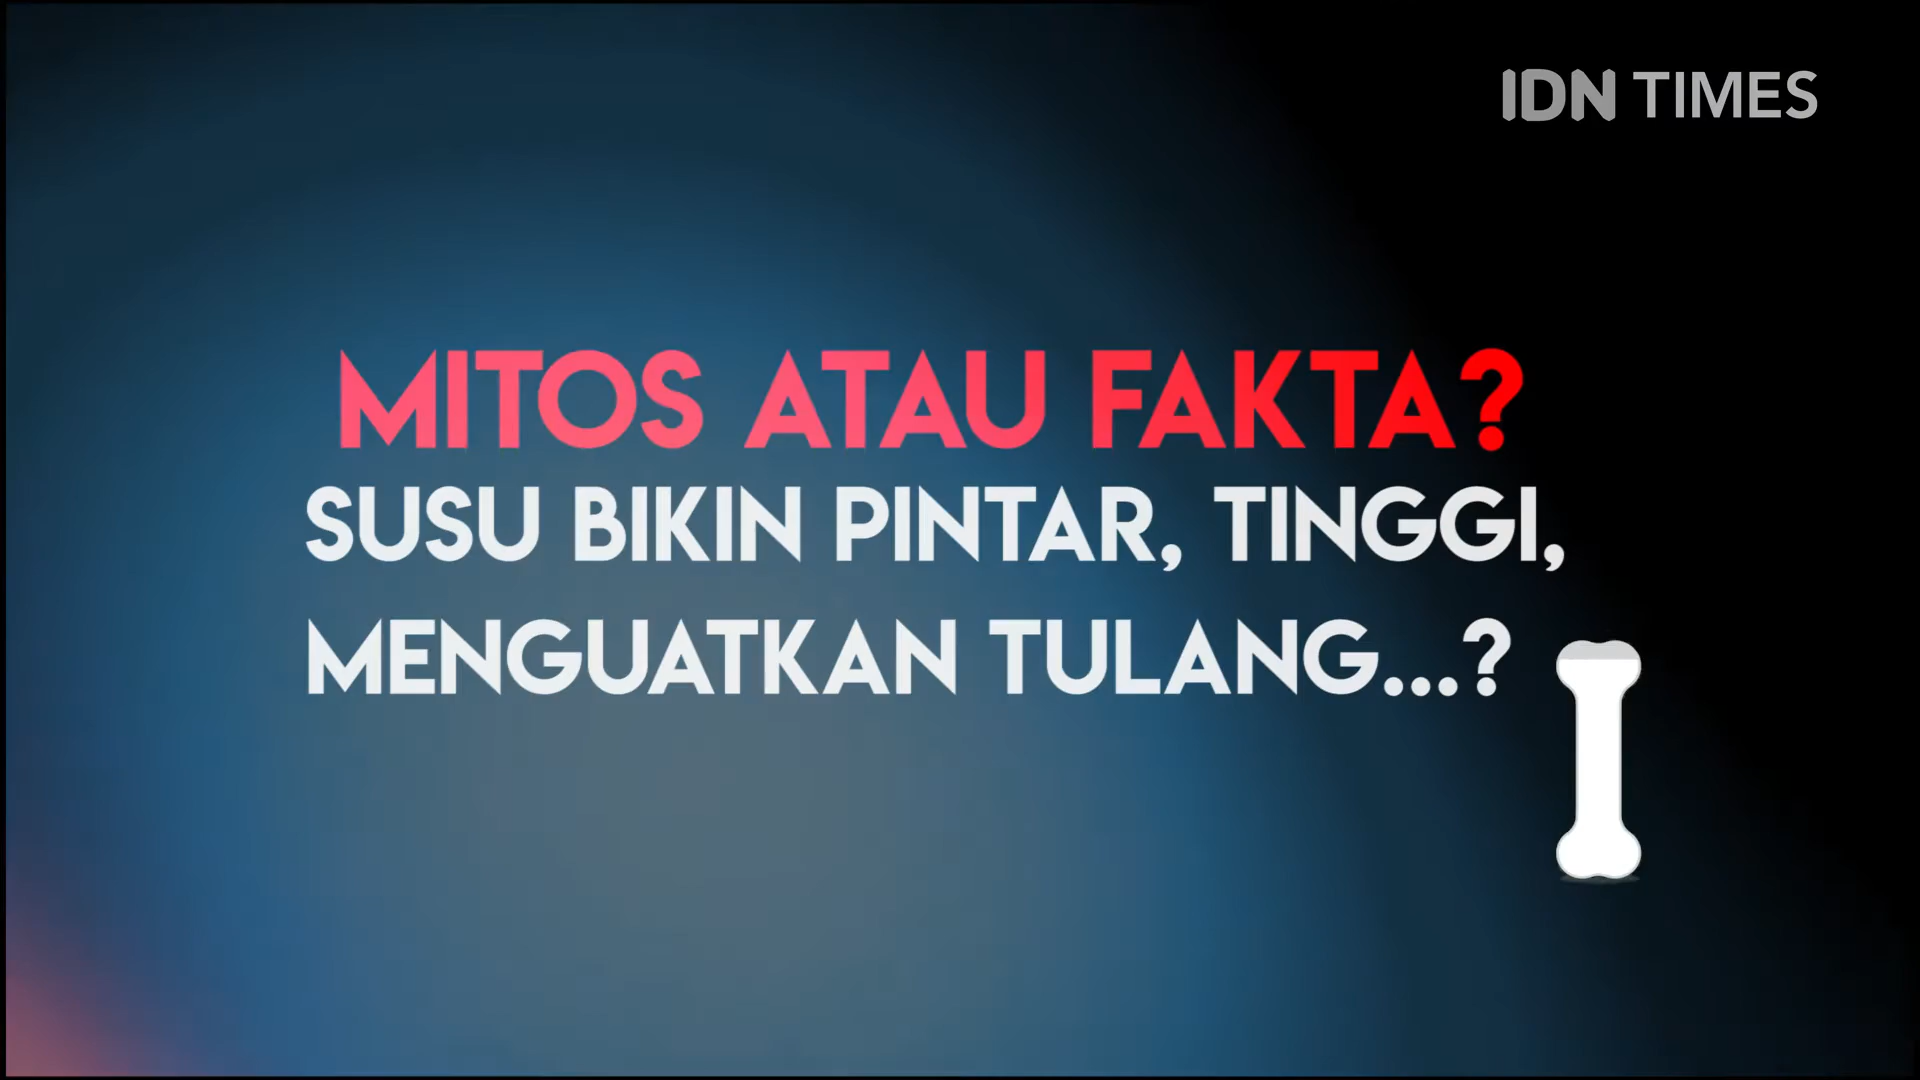 IDN TIMES
MITOS ATAU FAKTA?
SUSU BIKIN PINTAR, TINGGI,
MENGUATKAN TULANG...?